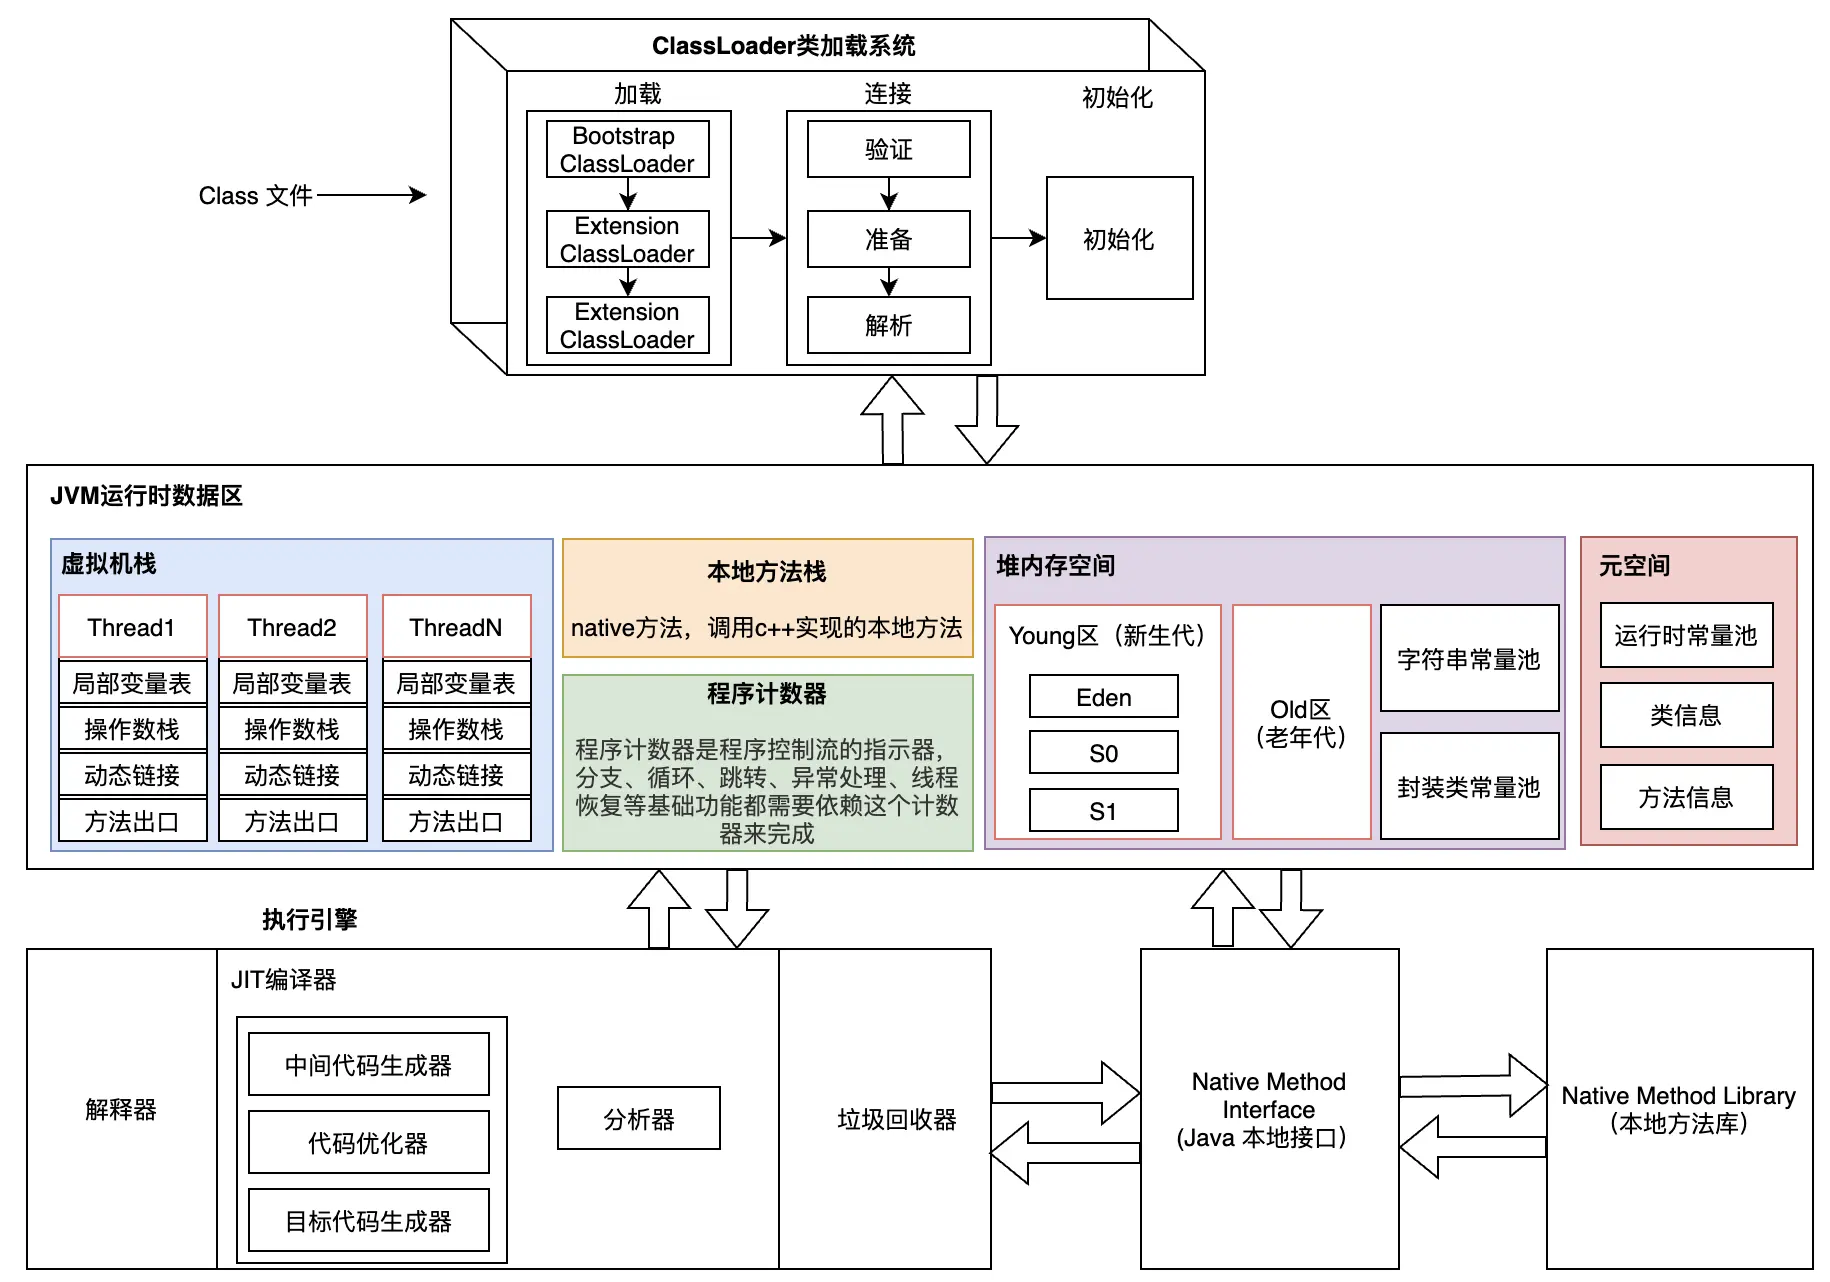 ClassLoader类加载系统
加载
连接
初始化
Bootstrap
ClassLoader
Extension
ClassLoader
Extension
ClassLoader
验证
准备
解析
初始化
Class 文件
JVM运行时数据区
虚拟机栈
Thread1
局部变量表
操作数栈
动态链接
方法出口
Thread2
局部变量表
操作数栈
动态链接
方法出口
ThreadN
局部变量表
操作数栈
动态链接
方法出口
本地方法栈
native方法，调用c++实现的本地方法
程序计数器
程序计数器是程序控制流的指示器，
分支、循环、跳转、异常处理、线程
恢复等基础功能都需要依赖这个计数
器来完成
堆内存空间
Young区（新生代）
Eden
S0
S1
Old区
（老年代）
字符串常量池
封装类常量池
元空间
运行时常量池
类信息
方法信息
执行引擎
解释器
JIT编译器
中间代码生成器
代码优化器
目标代码生成器
分析器
垃圾回收器
Native Method
Interface
(Java 本地接口）
Native Method Library
（本地方法库）